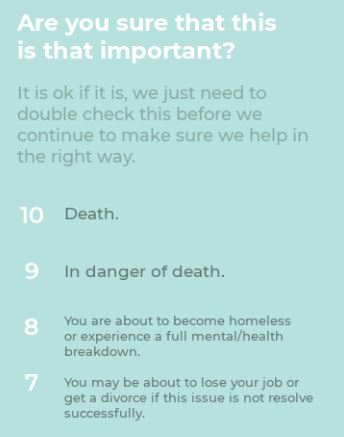 Are you sure that this
is that important?
It is ok if it is, we just need to
double check this before we
continue to make sure we help in
the right way.
10 Death.
9 In danger of death.
8 You are about to become homeless
or experience a full mental/health
breakdown.
7 You may be about to lose your job or
get a divorce if this issue is not resolve
successfully.